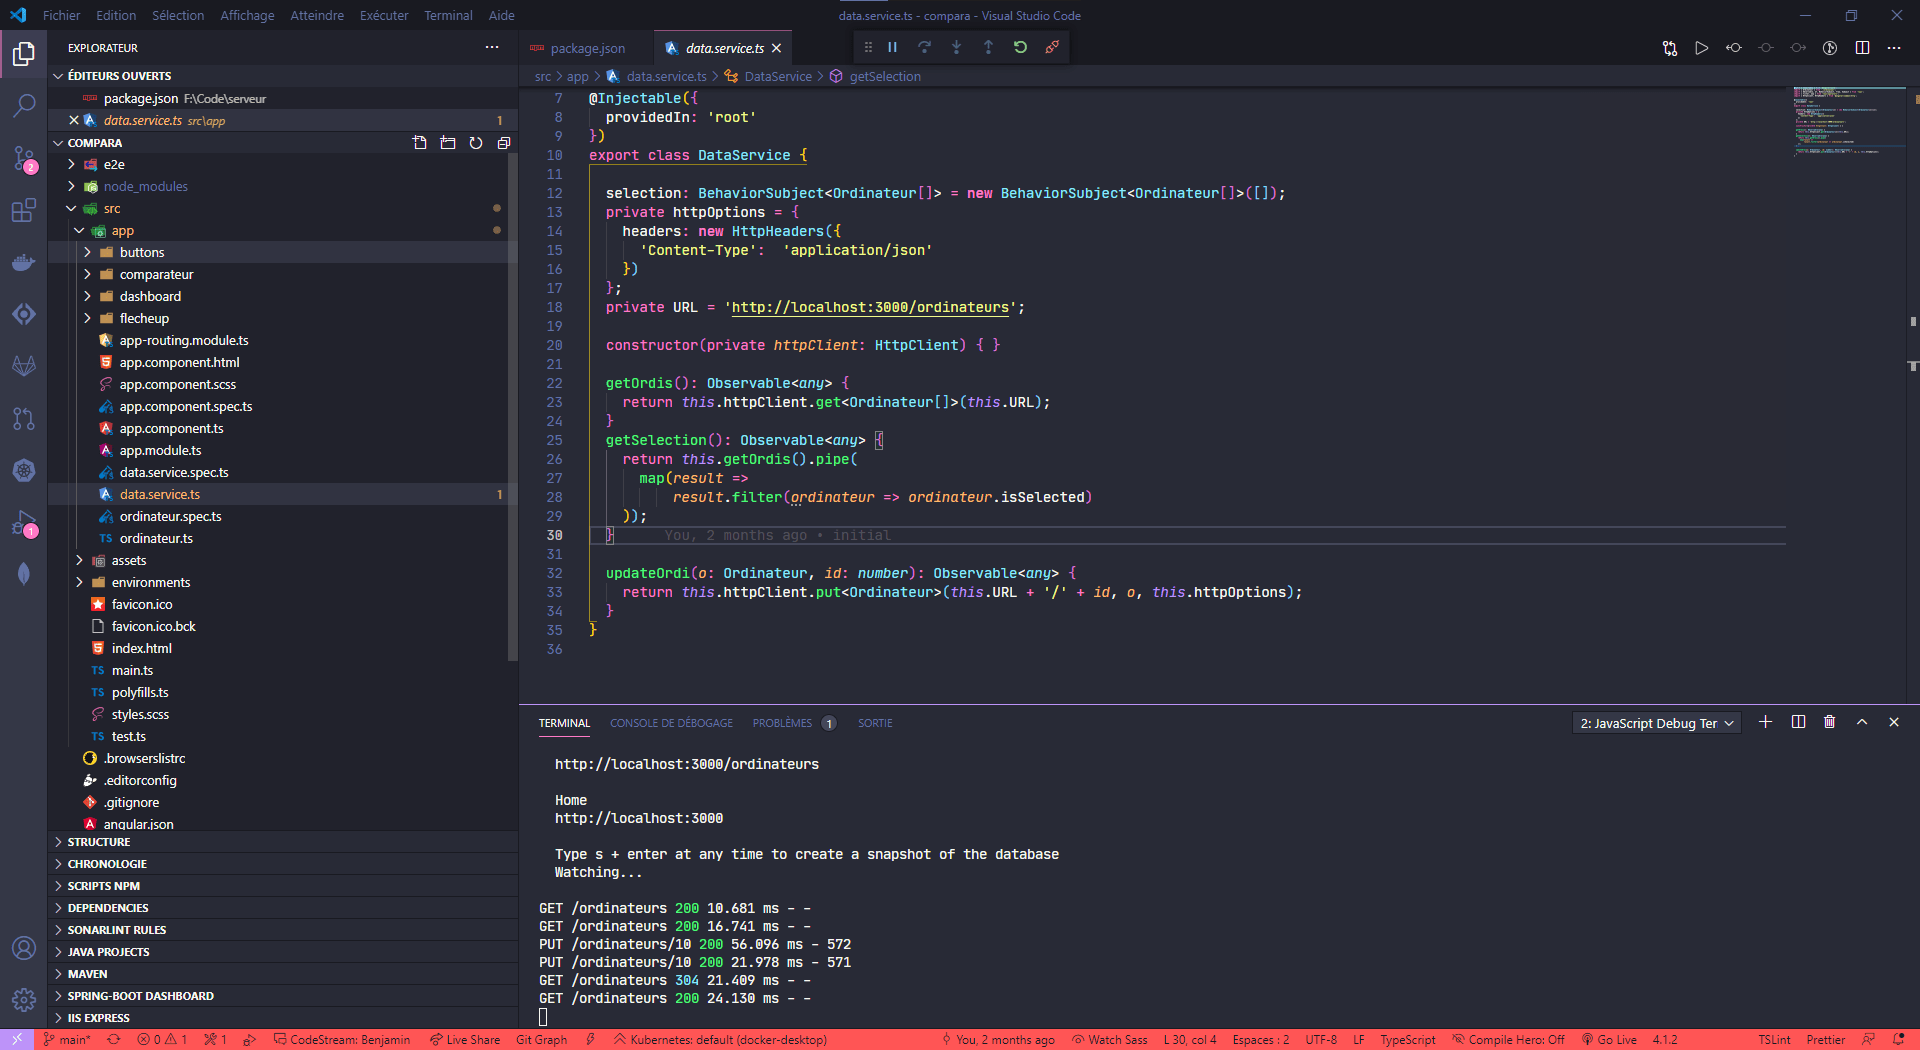 Fichier Edition Sélection Affichage Atteindre Exécuter Terminal Aide
data.service.ts - compara - Visual Studio Code
EXPLORATEUR
ÉDITEURS OUVERTS
package.json F:\Code\serveur
data.service.ts src\app 1
COMPARA
e2e
node_modules
src
app
buttons
comparateur
dashboard
flecheup
app-routing.module.ts
app.component.html
app.component.scss
app.component.spec.ts
app.component.ts
app.module.ts
data.service.spec.ts
data.service.ts 1
ordinateur.spec.ts
TS ordinateur.ts
assets
environments
favicon.ico
favicon.ico.bck
index.html
TS main.ts
TS polyfills.ts
styles.scss
TS test.ts
.browserslistrc
.editorconfig
.gitignore
angular.json
STRUCTURE
CHRONOLOGIE
SCRIPTS NPM
DEPENDENCIES
SONARLINT RULES
JAVA PROJECTS
MAVEN
SPRING-BOOT DASHBOARD
IIS EXPRESS
2
1
package.json data.service.ts
src > app > data.service.ts > DataService > getSelection
7 @Injectable({
8 providedIn: 'root'
9 })
10 export class DataService {
11
12 selection: BehaviorSubject<Ordinateur[]> = new BehaviorSubject<Ordinateur[]>([]);
13 private httpOptions = {
14 headers: new HttpHeaders({
15 'Content-Type':  'application/json'
16 })
17 };
18 private URL = 'http://localhost:3000/ordinateurs';
19
20 constructor(private httpClient: HttpClient) { }
21
22 getOrdis(): Observable<any> {
23 return this.httpClient.get<Ordinateur[]>(this.URL);
24 }
25 getSelection(): Observable<any> {
26 return this.getOrdis().pipe(
27 map(result =>
28 result.filter(ordinateur => ordinateur.isSelected)
29 ));
30 } You, 2 months ago • initial
31
32 updateOrdi(o: Ordinateur, id: number): Observable<any> {
33 return this.httpClient.put<Ordinateur>(this.URL + '/' + id, o, this.httpOptions);
34 }
35 }
36
TERMINAL CONSOLE DE DÉBOGAGE PROBLÈMES 1 SORTIE
2: JavaScript Debug Ter
http://localhost:3000/ordinateurs
Home
http://localhost:3000
Type s + enter at any time to create a snapshot of the database
Watching...
GET /ordinateurs 200 10.681 ms - -
GET /ordinateurs 200 16.741 ms - -
PUT /ordinateurs/10 200 56.096 ms - 572
PUT /ordinateurs/10 200 21.978 ms - 571
GET /ordinateurs 304 21.409 ms - -
GET /ordinateurs 200 24.130 ms - -
main* 0 1 1 CodeStream: Benjamin Live Share Git Graph Kubernetes: default (docker-desktop) You, 2 months ago Watch Sass L 30, col 4 Espaces : 2 UTF-8 LF TypeScript Compile Hero: Off Go Live 4.1.2 TSLint Prettier